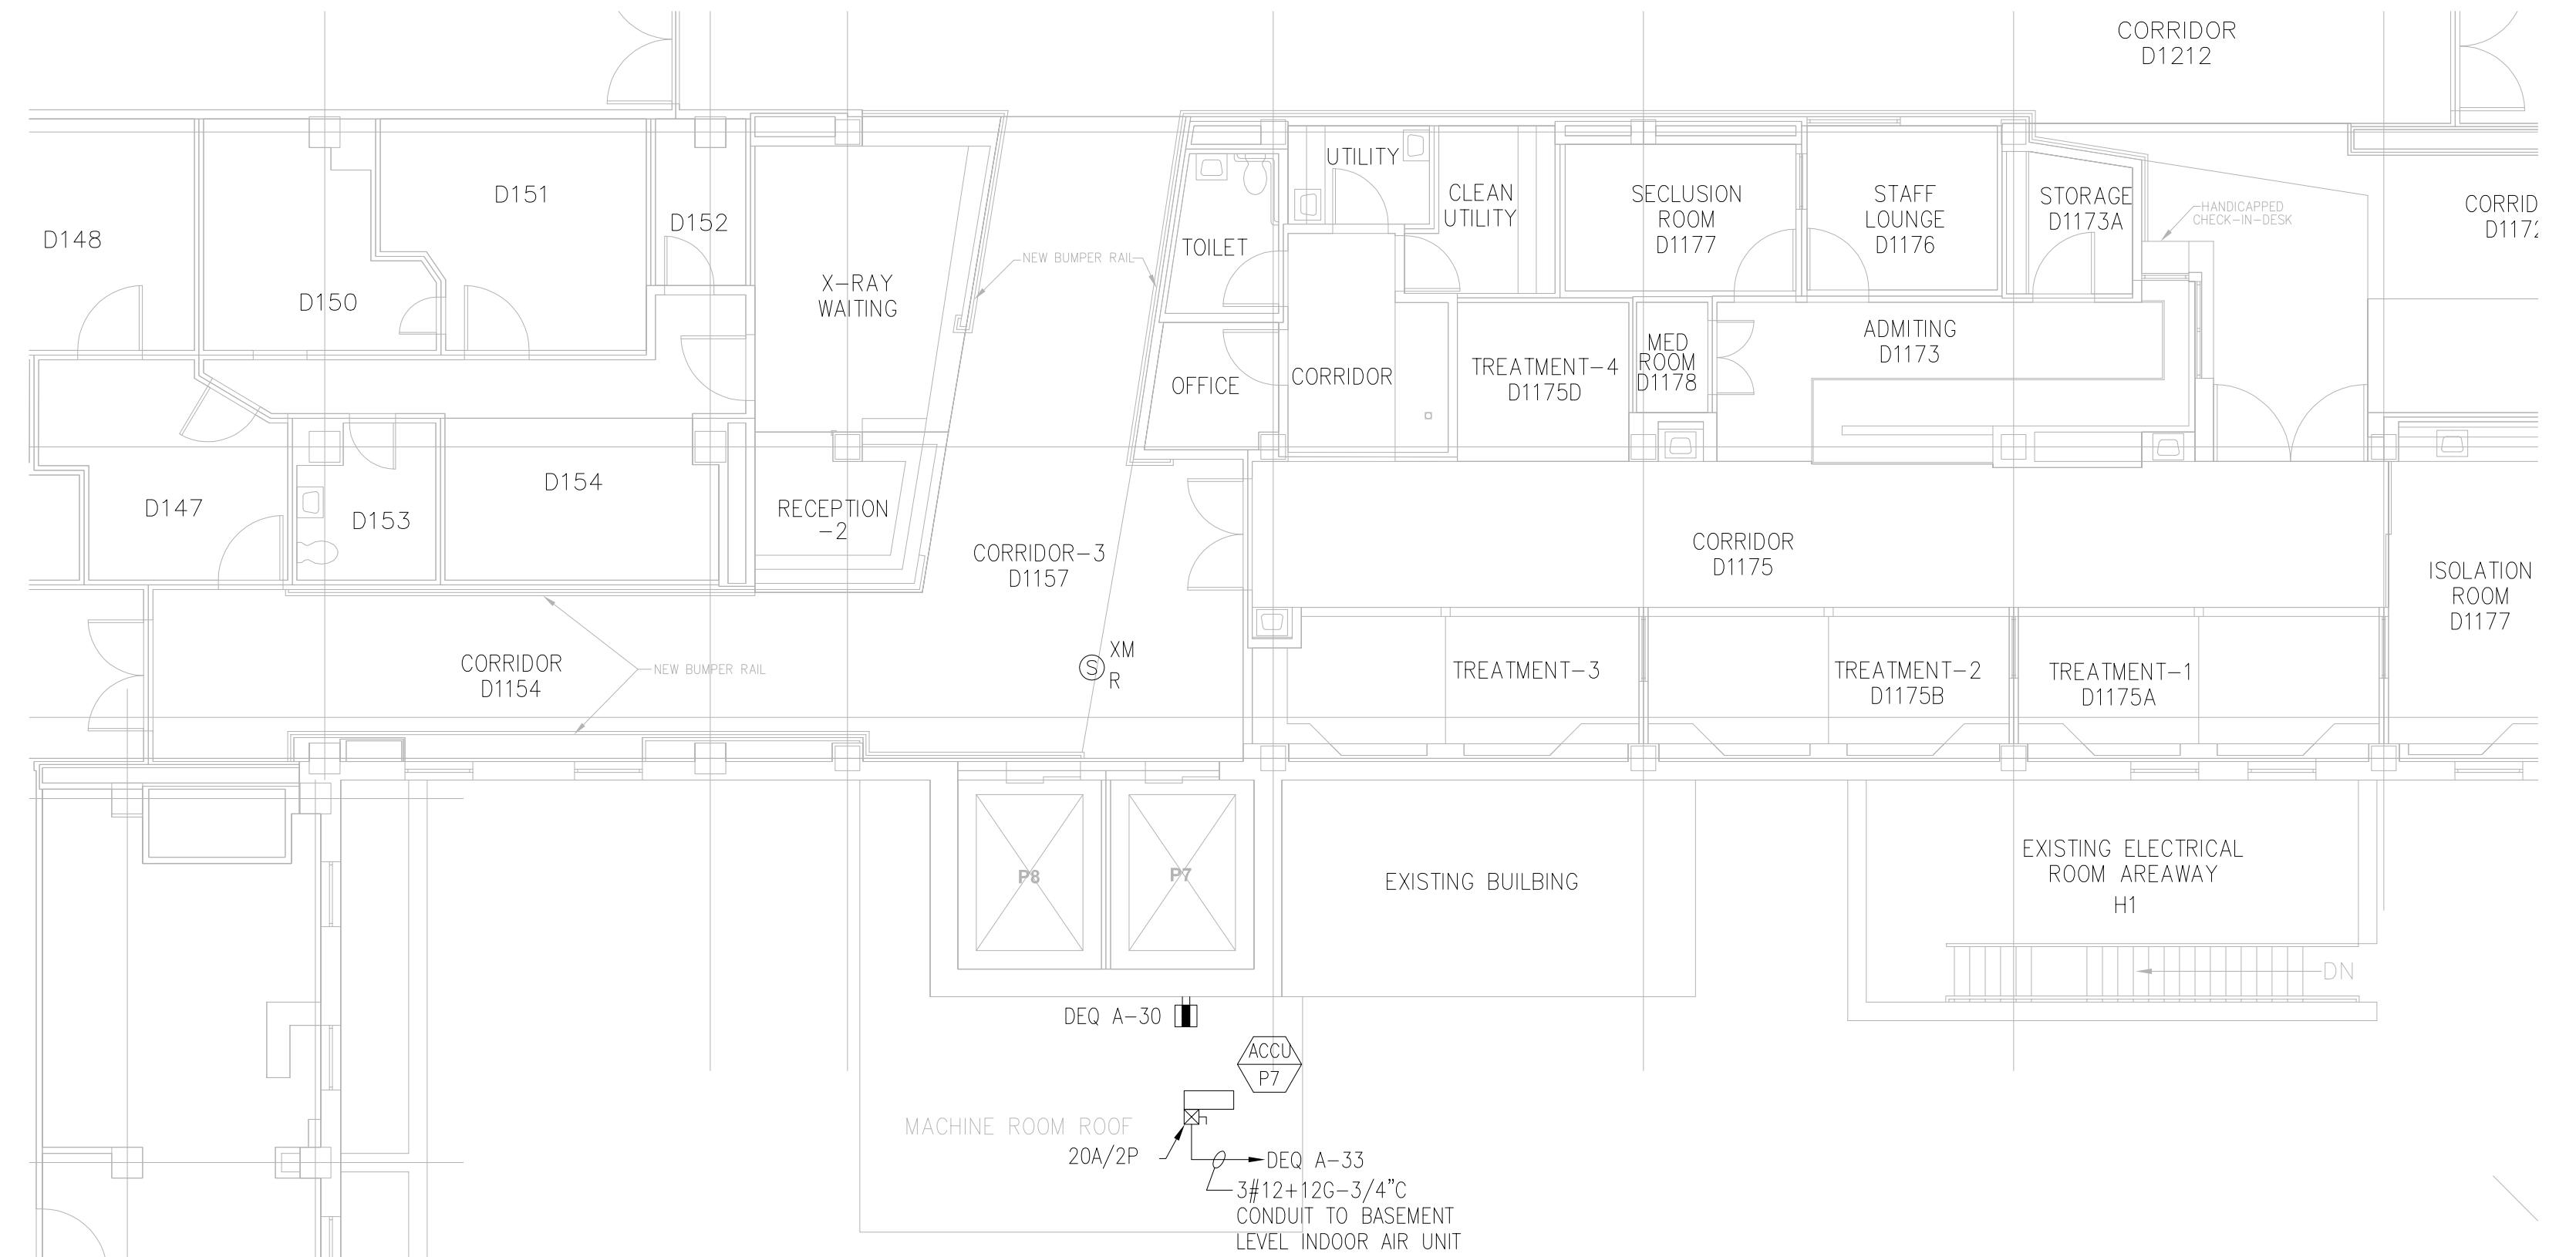 CORRIDOR
D1212
D148
D150
D151
D152
X-RAY
WAITING
NEW BUMPER RAIL
TOILET
UTILITY
CLEAN
UTILITY
SECLUSION
ROOM
D1177
STAFF
LOUNGE
D1176
STORAGE
D1173A
HANDICAPPED
CHECK-IN-DESK
CORRID
D1172
OFFICE
CORRIDOR
TREATMENT-4
D1175D
MED
ROOM
D1178
ADMITING
D1173
D147
D153
D154
RECEPTION
-2
CORRIDOR-3
D1157
CORRIDOR
D1175
ISOLATION
ROOM
D1177
CORRIDOR
D1154
NEW BUMPER RAIL
S
XM
R
TREATMENT-3
TREATMENT-2
D1175B
TREATMENT-1
D1175A
P8
P7
EXISTING BUILBING
EXISTING ELECTRICAL
ROOM AREAWAY
H1
DN
DEQ A-30
ACCU
P7
MACHINE ROOM ROOF
20A/2P
DEQ A-33
3#12+12G-3/4"C
CONDUIT TO BASEMENT
LEVEL INDOOR AIR UNIT